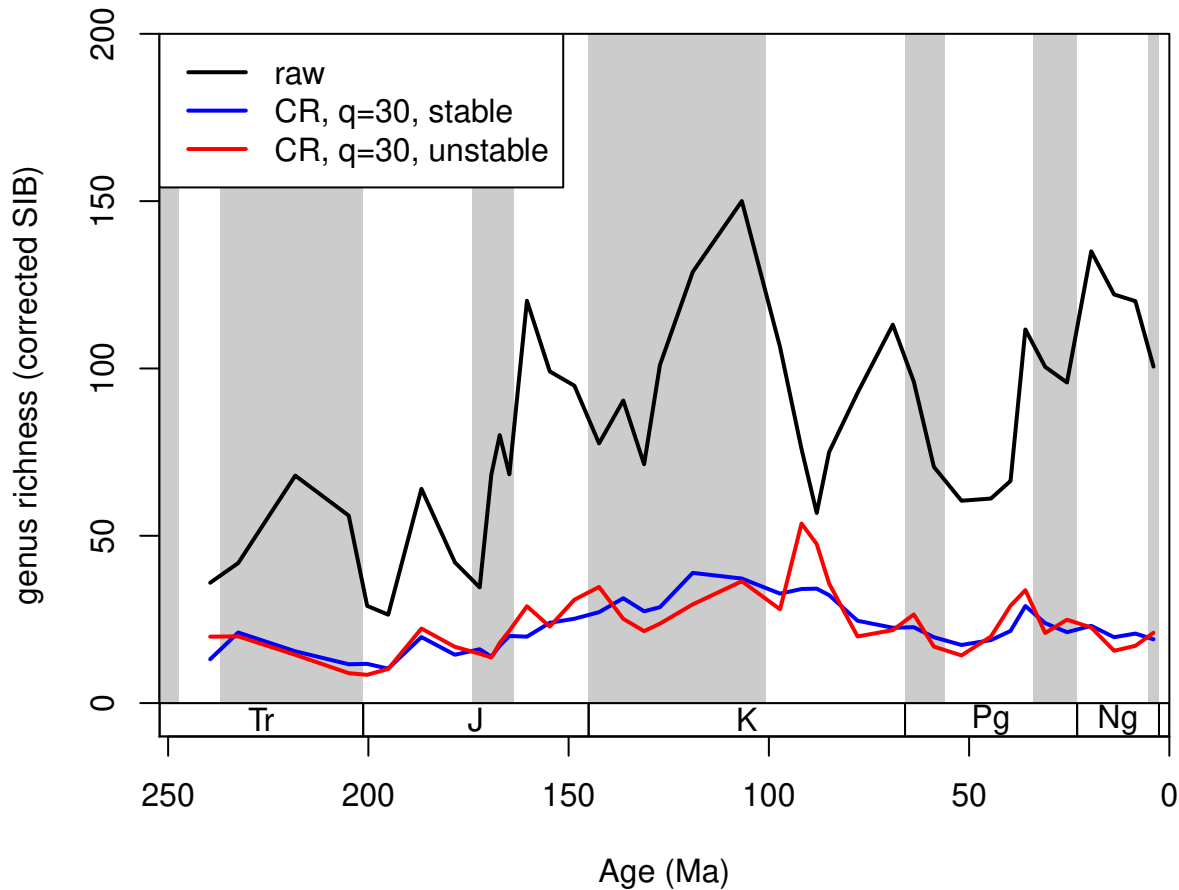 genus richness (corrected SIB)
200
150
100
50
0
raw
CR, q=30, stable
CR, q=30, unstable
Tr J K Pg Ng
250 200 150 100 50 0
Age (Ma)